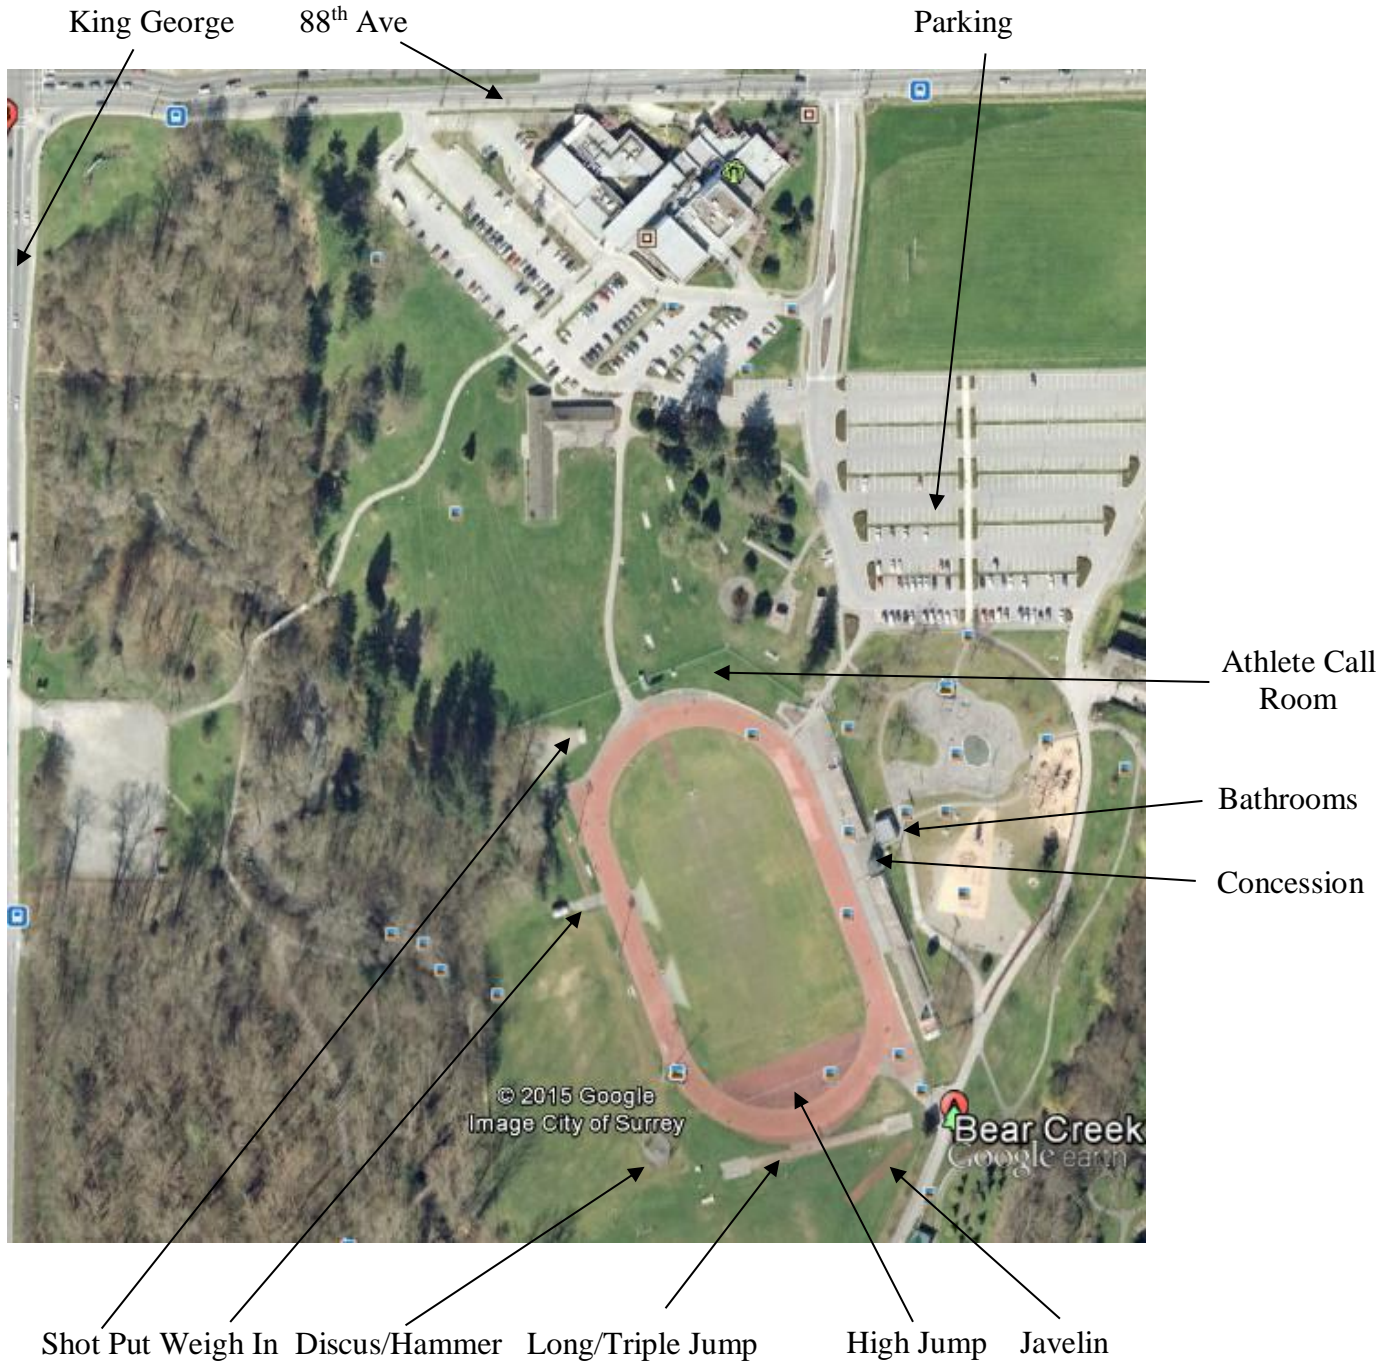 King George
88th Ave
Parking
Athlete Call
Room
Bathrooms
Concession
© 2015 Google
Image City of Surrey
Bear Creek
Google earth
Shot Put Weigh In Discus/Hammer Long/Triple Jump High Jump Javelin